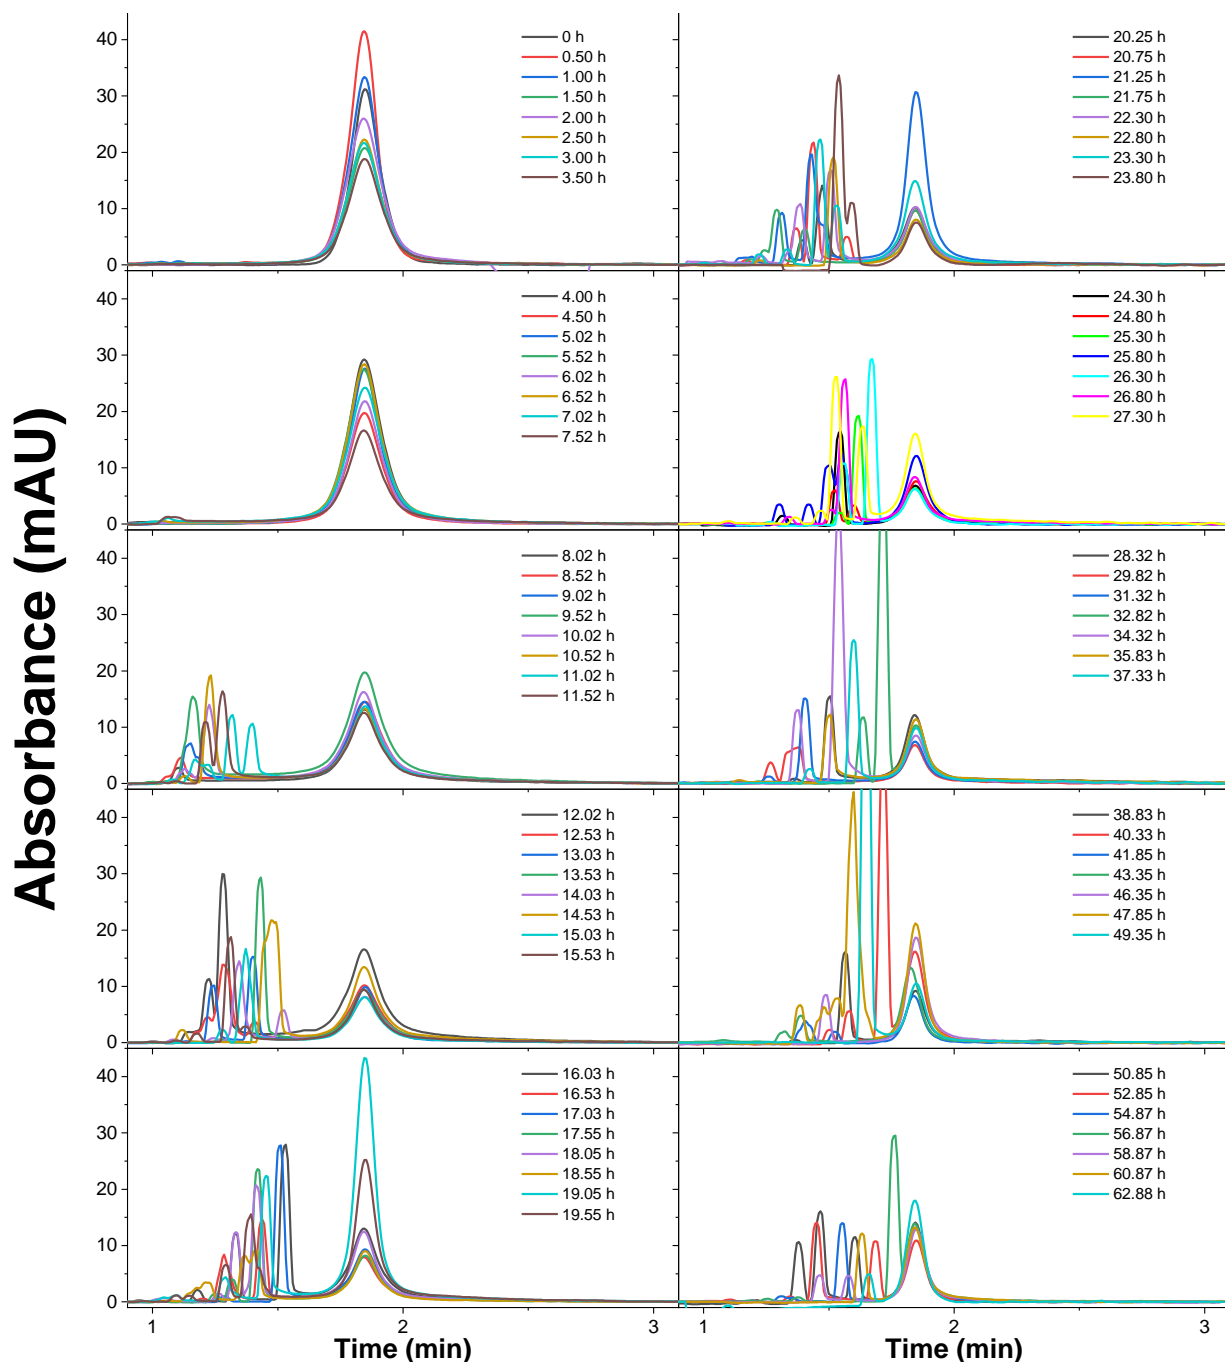 Absorbance (mAU)
40
30
20
10
0
0 h
0.50 h
1.00 h
1.50 h
2.00 h
2.50 h
3.00 h
3.50 h
20.25 h
20.75 h
21.25 h
21.75 h
22.30 h
22.80 h
23.30 h
23.80 h
40
30
20
10
0
4.00 h
4.50 h
5.02 h
5.52 h
6.02 h
6.52 h
7.02 h
7.52 h
24.30 h
24.80 h
25.30 h
25.80 h
26.30 h
26.80 h
27.30 h
40
30
20
10
0
8.02 h
8.52 h
9.02 h
9.52 h
10.02 h
10.52 h
11.02 h
11.52 h
28.32 h
29.82 h
31.32 h
32.82 h
34.32 h
35.83 h
37.33 h
40
30
20
10
0
12.02 h
12.53 h
13.03 h
13.53 h
14.03 h
14.53 h
15.03 h
15.53 h
38.83 h
40.33 h
41.85 h
43.35 h
46.35 h
47.85 h
49.35 h
40
30
20
10
0
16.03 h
16.53 h
17.03 h
17.55 h
18.05 h
18.55 h
19.05 h
19.55 h
50.85 h
52.85 h
54.87 h
56.87 h
58.87 h
60.87 h
62.88 h
1 2 3
1 2 3
Time (min)
Time (min)